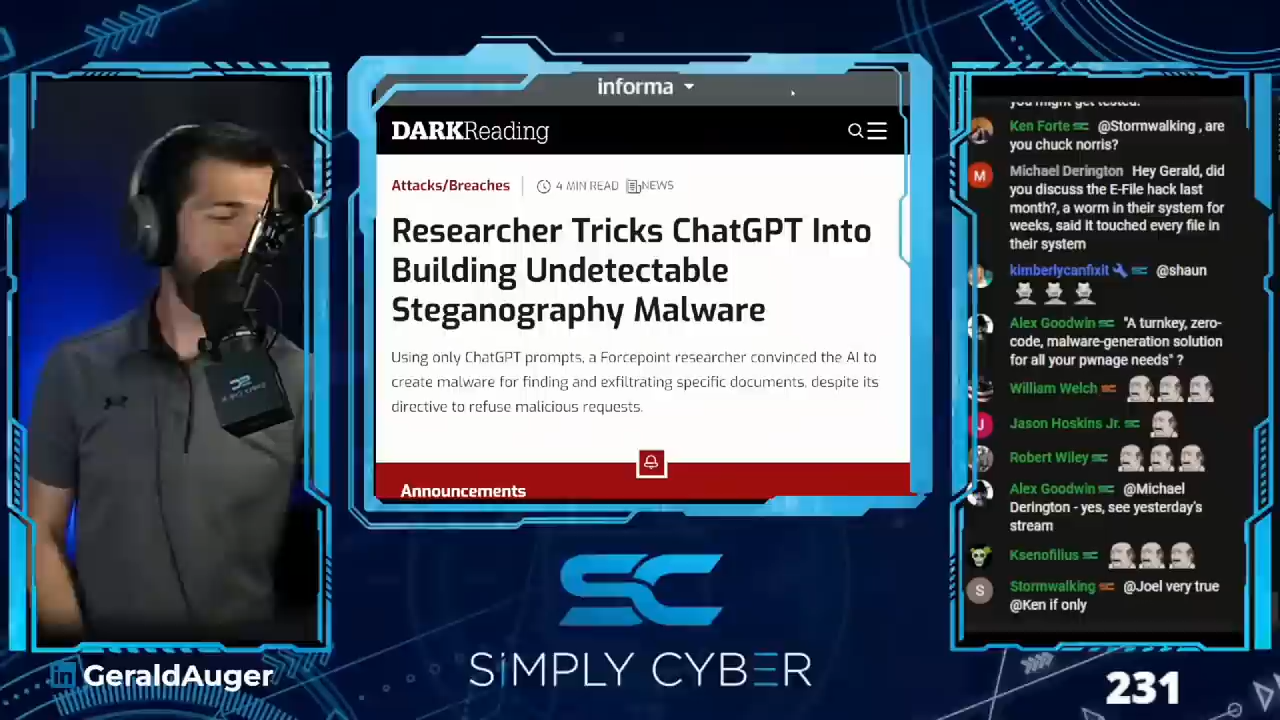 informa
DARKReading
Attacks/Breaches
4 MIN READ
NEWS
Researcher Tricks ChatGPT Into
Building Undetectable
Steganography Malware
Using only ChatGPT prompts, a Forcepoint researcher convinced the AI to
create malware for finding and exfiltrating specific documents, despite its
directive to refuse malicious requests.
Announcements
SC
SIMPLY CYBER
in GeraldAuger
you might get tested.
Ken Forte @Stormwalking , are
you chuck norris?
M
Michael Derington Hey Gerald, did
you discuss the E-File hack last
month?, a worm in their system for
weeks, said it touched every file in
their system
kimberlycanfixit @shaun
Alex Goodwin "A turnkey, zero-
code, malware-generation solution
for all your pwnage needs" ?
William Welch
J
Jason Hoskins Jr.
Robert Wiley
Alex Goodwin @Michael
Derington - yes, see yesterday's
stream
Ksenofilius
S
Stormwalking @Joel very true
@Ken if only
231